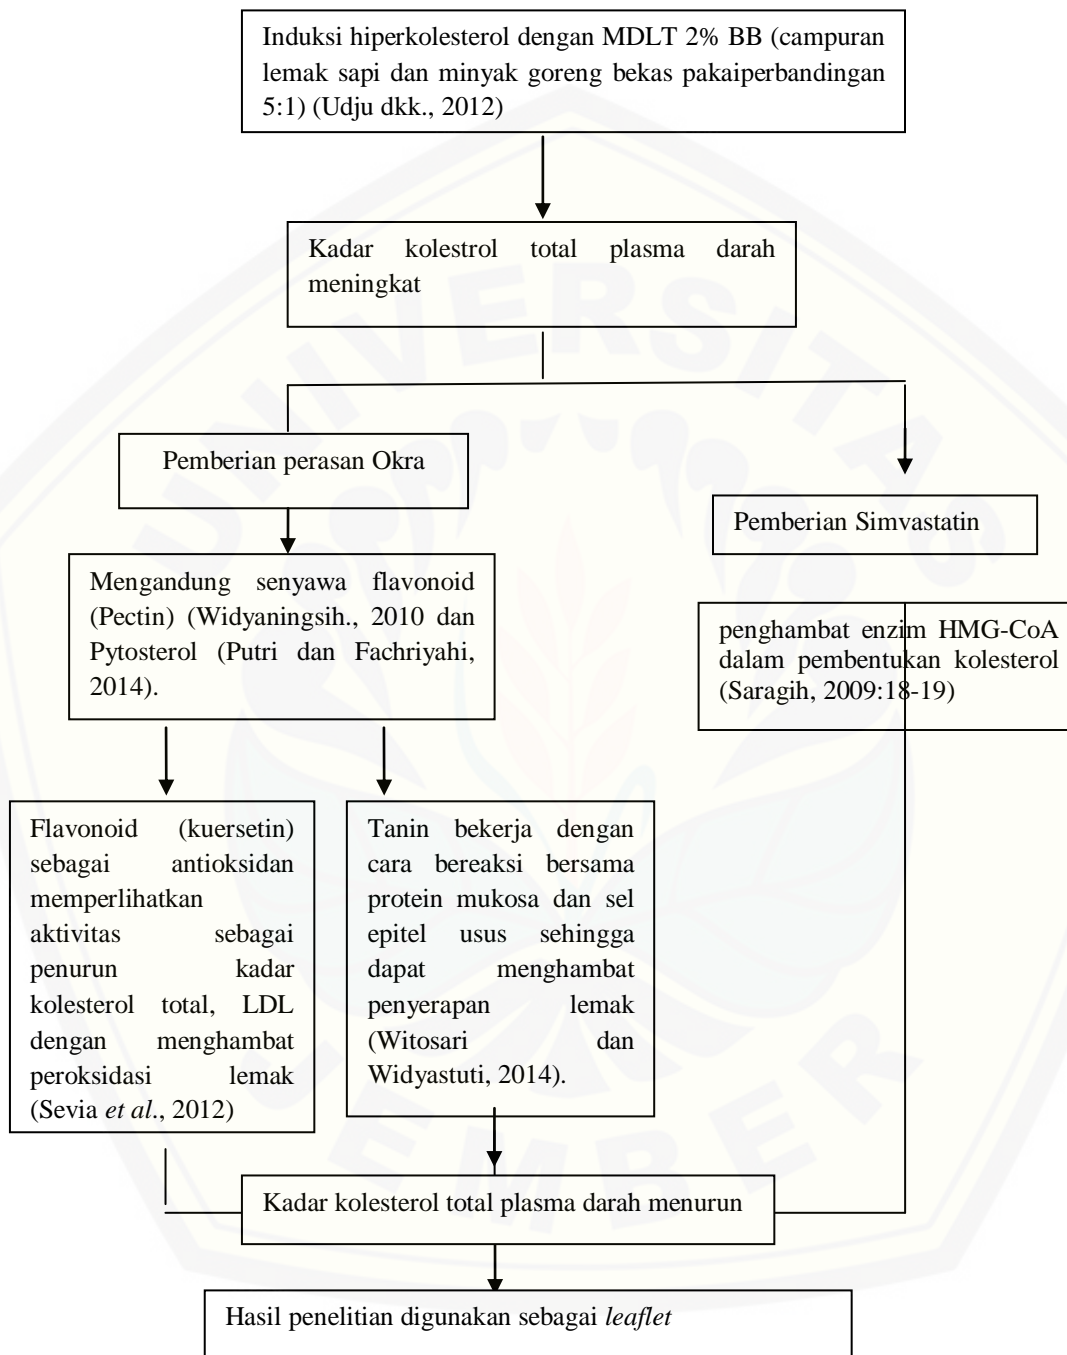 Induksi hiperkolesterol dengan MDLT 2% BB (campuran
lemak sapi dan minyak goreng bekas pakaiperbandingan
5:1) (Udju dkk., 2012)
Kadar kolestrol total plasma darah
meningkat
Pemberian perasan Okra
Pemberian Simvastatin
Mengandung senyawa flavonoid
(Pectin) (Widyaningsih., 2010 dan
Pytosterol (Putri dan Fachriyahi,
2014).
penghambat enzim HMG-CoA
dalam pembentukan kolesterol
(Saragih, 2009:18-19)
Flavonoid (kuersetin)
sebagai antioksidan
memperlihatkan
aktivitas sebagai
penurun kadar
kolesterol total, LDL
dengan menghambat
peroksidasi lemak
(Sevia et al., 2012)
Tanin bekerja dengan
cara bereaksi bersama
protein mukosa dan sel
epitel usus sehingga
dapat menghambat
penyerapan lemak
(Witosari dan
Widyastuti, 2014).
Kadar kolesterol total plasma darah menurun
Hasil penelitian digunakan sebagai leaflet
UNIVERSITAS
JEMBER